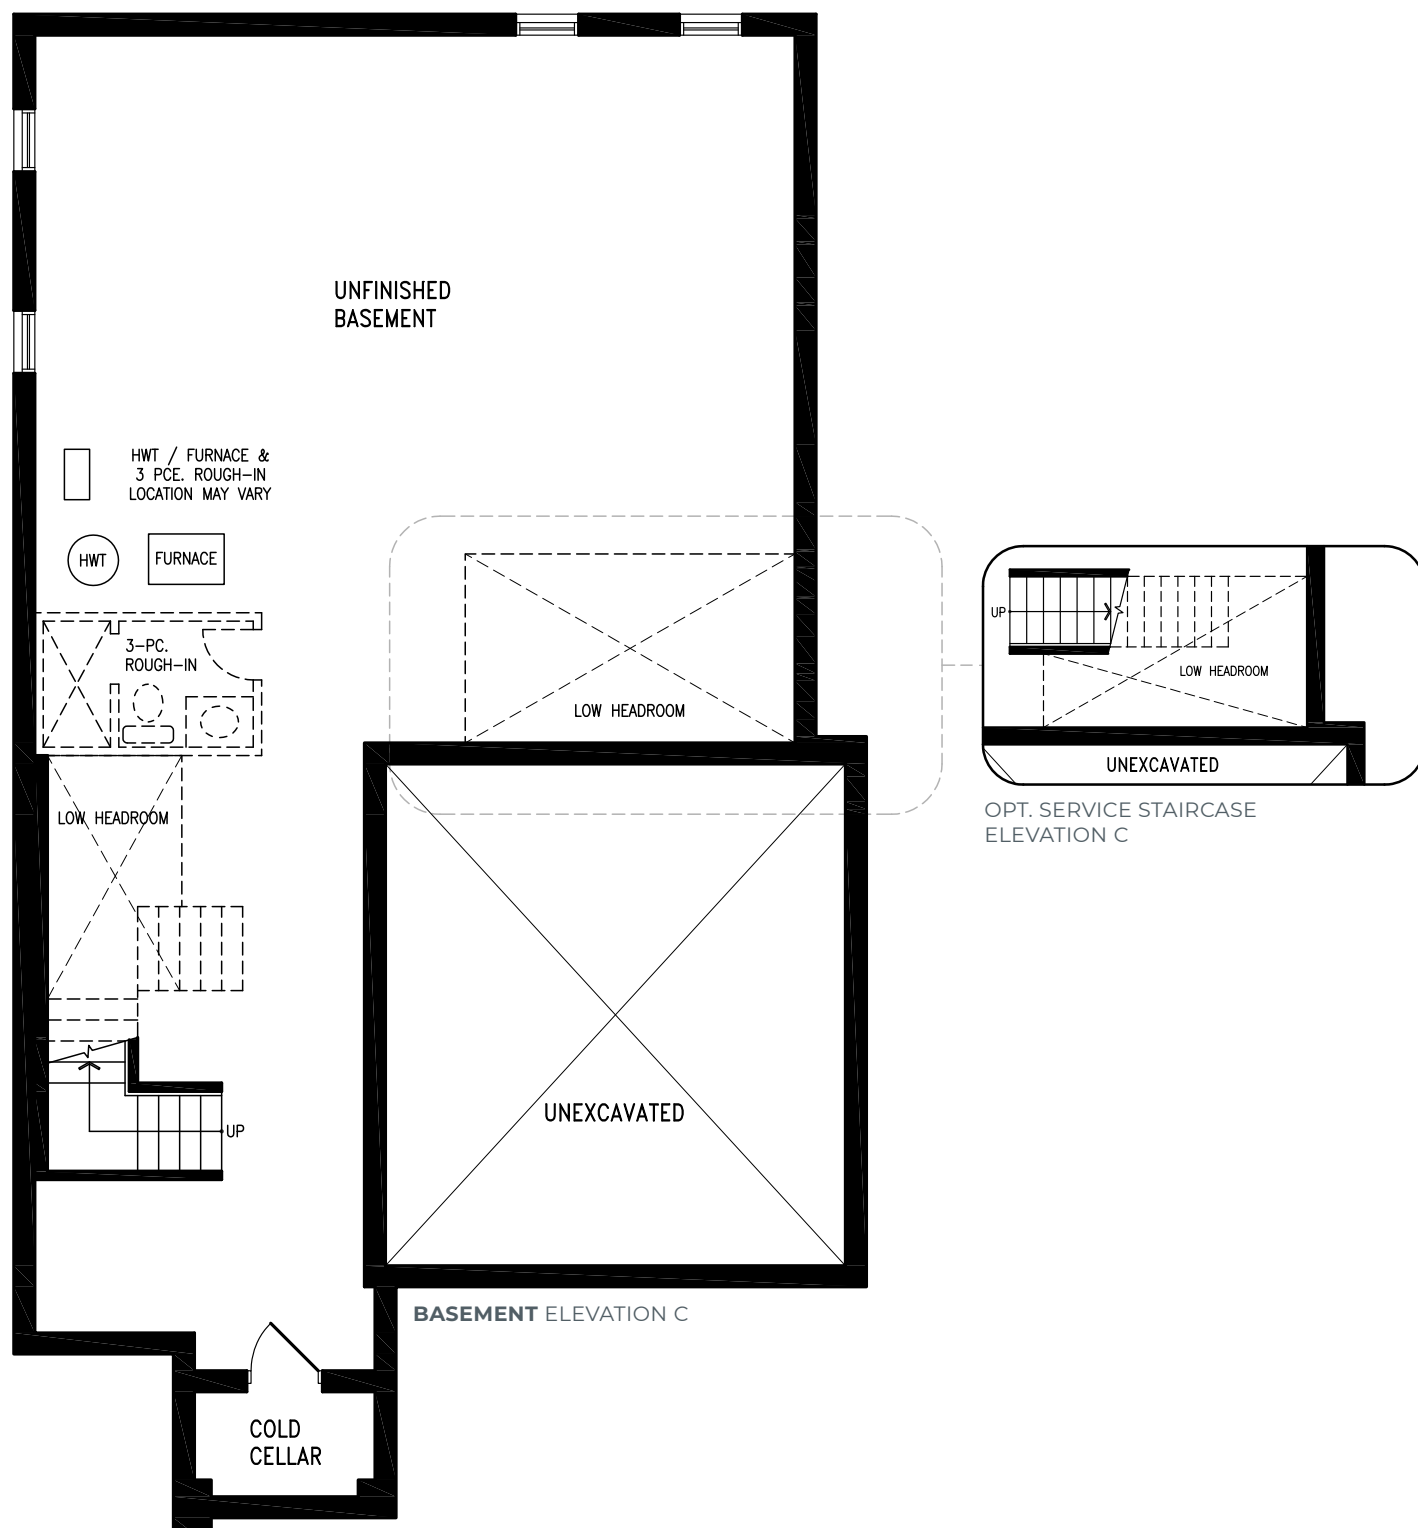 UNFINISHED
BASEMENT
HWT / FURNACE &
3 PCE. ROUGH-IN
LOCATION MAY VARY
HWT
FURNACE
3-PC.
ROUGH-IN
LOW HEADROOM
LOW HEADROOM
UP
UNEXCAVATED
BASEMENT ELEVATION C
COLD
CELLAR
UP
LOW HEADROOM
UNEXCAVATED
OPT. SERVICE STAIRCASE
ELEVATION C